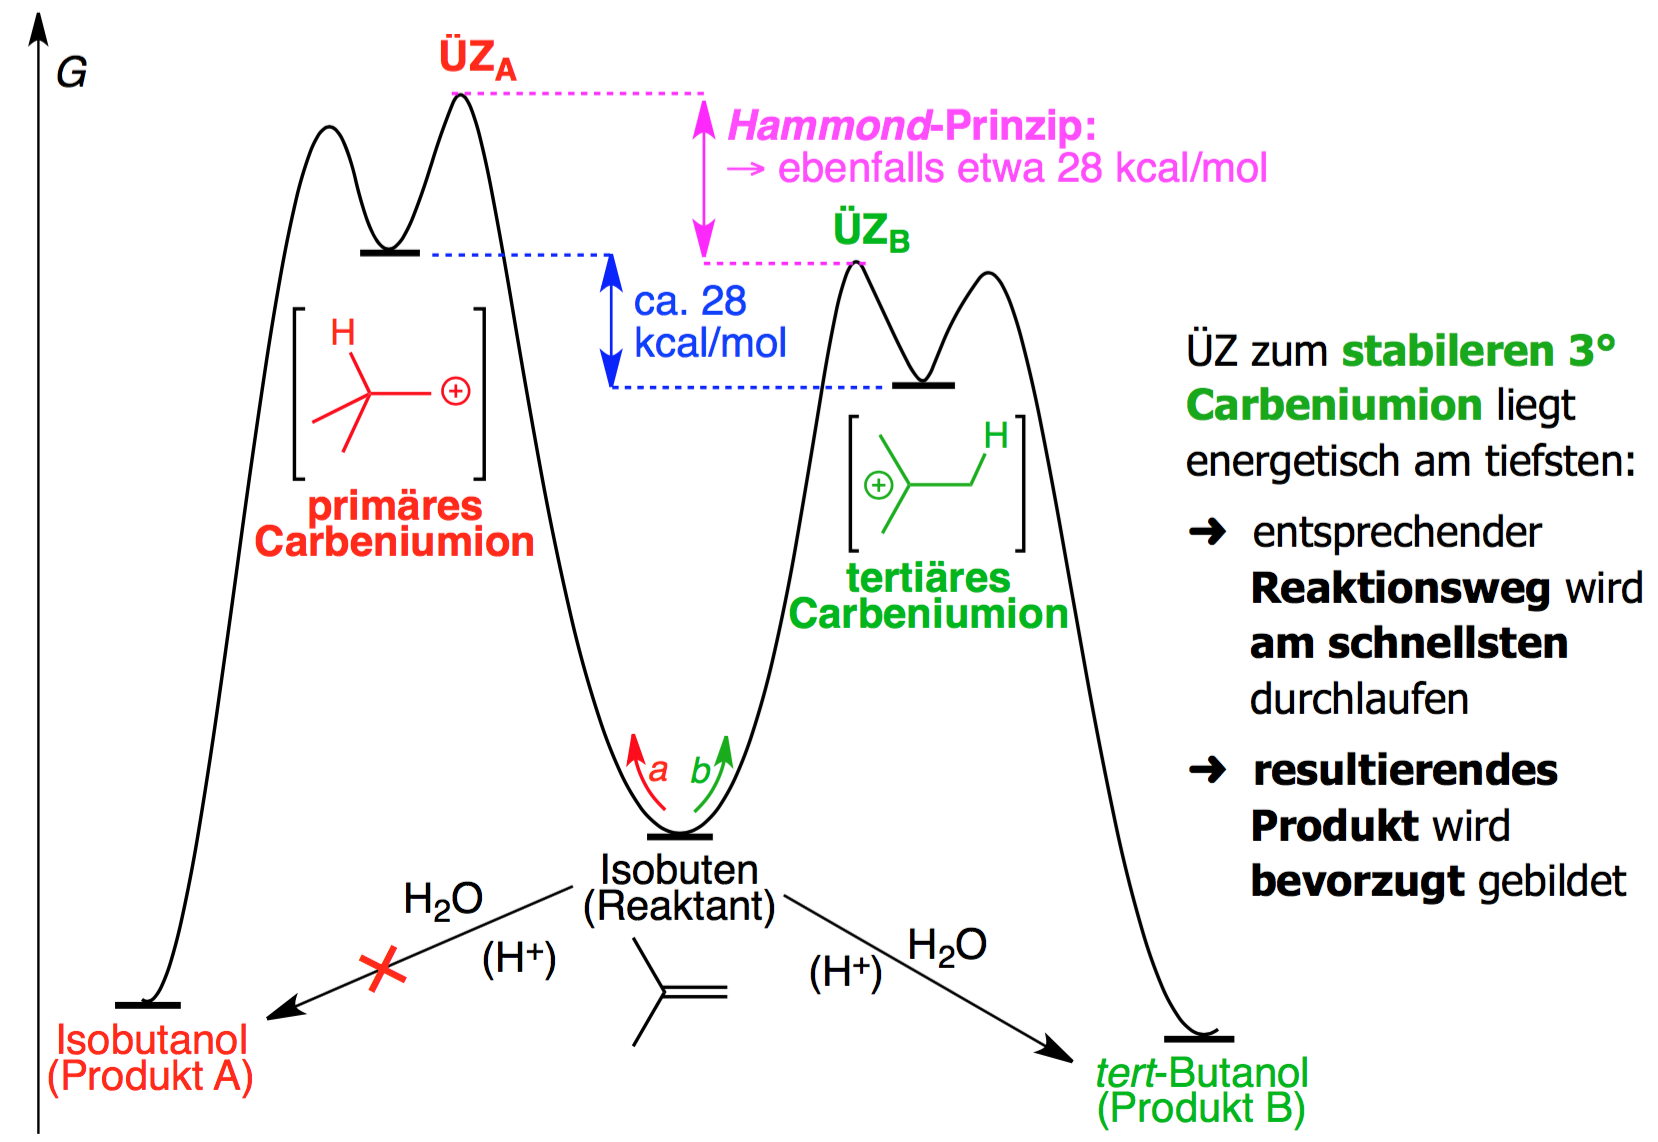 G
ÜZA
Hammond-Prinzip:
→ ebenfalls etwa 28 kcal/mol
ÜZB
ca. 28
kcal/mol
H
⊕
primäres
Carbeniumion
H
⊕
tertiäres
Carbeniumion
ÜZ zum stabileren 3°
Carbeniumion liegt
energetisch am tiefsten:
➜ entsprechender
Reaktionsweg wird
am schnellsten
durchlaufen
➜ resultierendes
Produkt wird
bevorzugt gebildet
a
b
Isobuten
(Reaktant)
H₂O
(H⁺)
H₂O
(H⁺)
Isobutanol
(Produkt A)
tert-Butanol
(Produkt B)